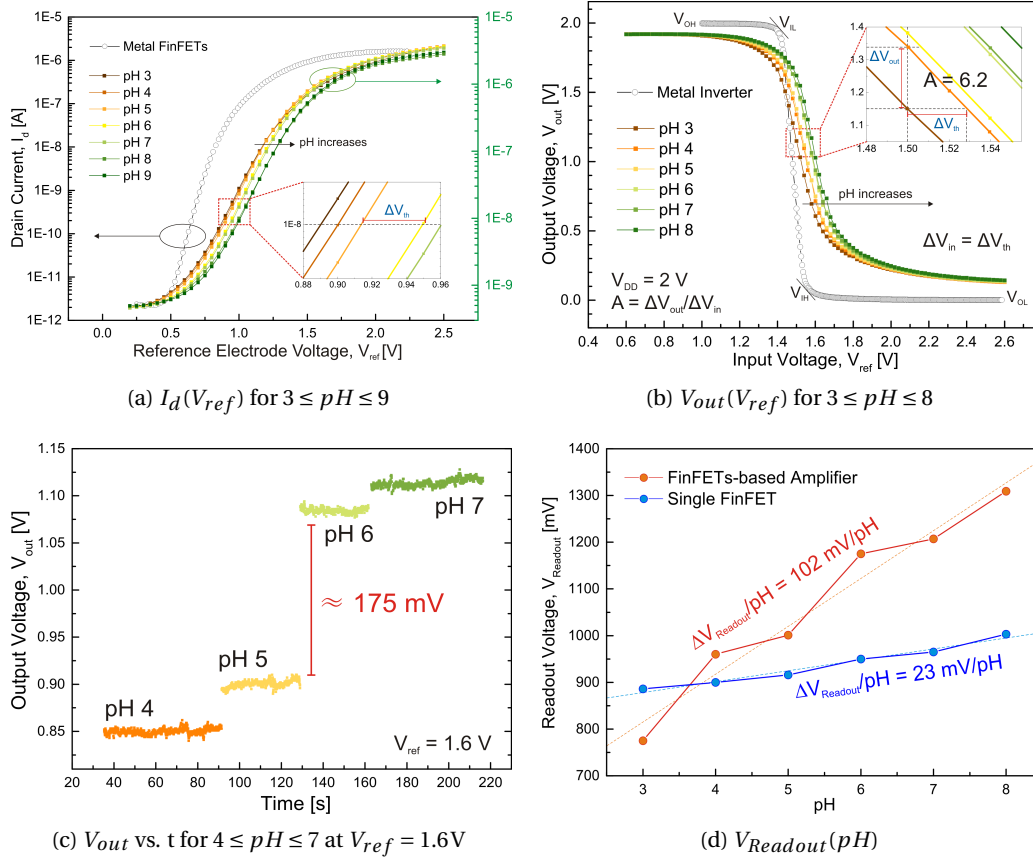 1E-5
1E-6
1E-7
1E-8
1E-9
1E-10
1E-11
1E-12
Drain Current, I_d [A]
Metal FinFETs
pH 3
pH 4
pH 5
pH 6
pH 7
pH 8
pH 9
pH increases
1E-8
ΔV_th
0.88 0.90 0.92 0.94 0.96
1E-5
1E-6
1E-7
1E-8
1E-9
0.0 0.5 1.0 1.5 2.0 2.5
Reference Electrode Voltage, V_ref [V]
(a) I_d(V_ref) for 3 ≤ pH ≤ 9
2.0
1.5
1.0
0.5
0.0
Output Voltage, V_out [V]
V_OH
V_IL
Metal Inverter
pH 3
pH 4
pH 5
pH 6
pH 7
pH 8
1.4
1.3
1.2
1.1
ΔV_out
A = 6.2
ΔV_th
1.48 1.50 1.52 1.54
pH increases
ΔV_in = ΔV_th
V_DD = 2 V
A = ΔV_out/ΔV_in
V_IH
V_OL
0.4 0.6 0.8 1.0 1.2 1.4 1.6 1.8 2.0 2.2 2.4 2.6
Input Voltage, V_ref [V]
(b) V_out(V_ref) for 3 ≤ pH ≤ 8
1.15
1.10
1.05
1.00
0.95
0.90
0.85
Output Voltage, V_out [V]
pH 7
pH 6
≈ 175 mV
pH 5
pH 4
V_ref = 1.6 V
20 40 60 80 100 120 140 160 180 200 220
Time [s]
(c) V_out vs. t for 4 ≤ pH ≤ 7 at V_ref = 1.6V
1400
1300
1200
1100
1000
900
800
700
Readout Voltage, V_Readout [mV]
FinFETs-based Amplifier
Single FinFET
ΔV_Readout/pH = 102 mV/pH
ΔV_Readout/pH = 23 mV/pH
3 4 5 6 7 8
pH
(d) V_Readout(pH)